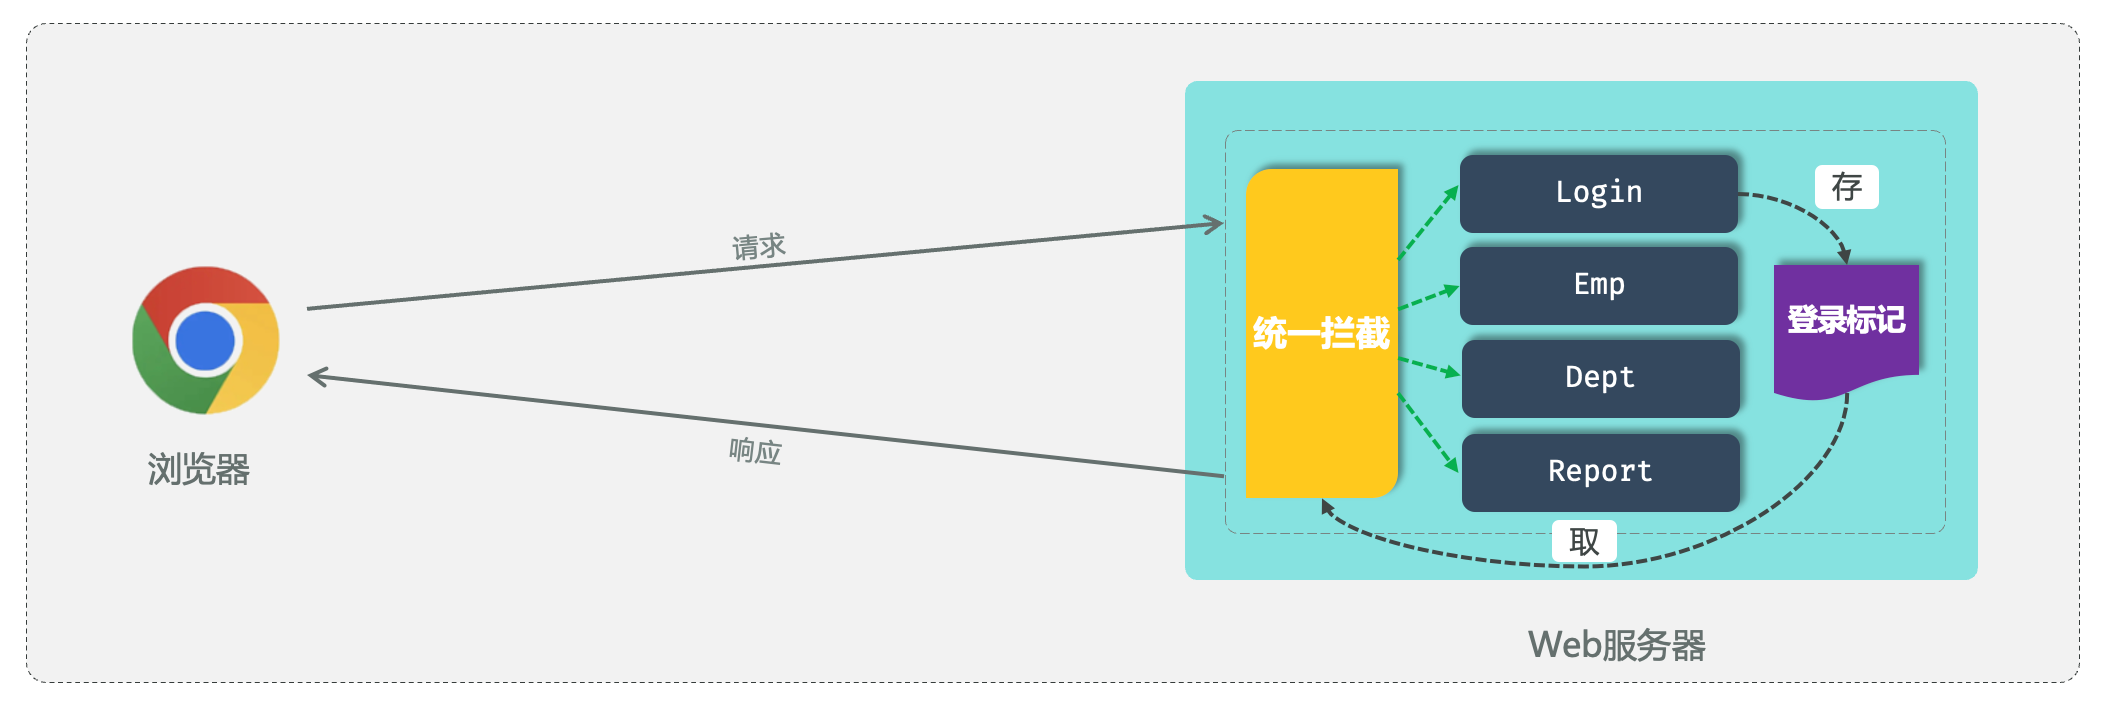 请求
响应
浏览器
统一拦截
Login
Emp
Dept
Report
存
登录标记
取
Web服务器